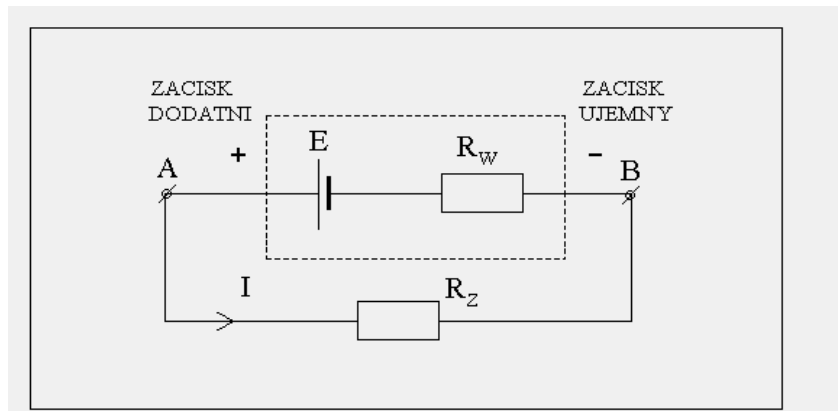 ZACISK
DODATNI
ZACISK
UJEMNY
+
E
R_W
−
A
B
I
R_Z